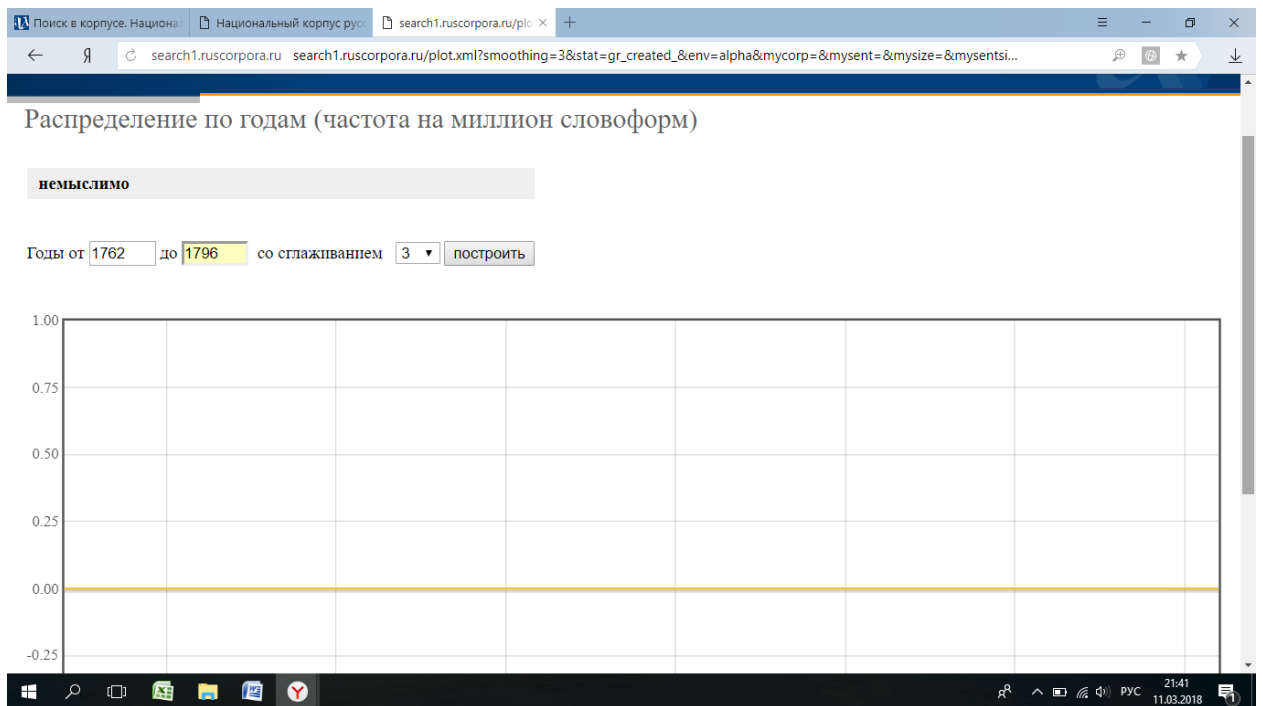 Поиск в корпусе. Национал
Национальный корпус русс
search1.ruscorpora.ru/plo
Я
search1.ruscorpora.ru search1.ruscorpora.ru/plot.xml?smoothing=3&stat=gr_created_&env=alpha&mycorp=&mysent=&mysize=&mysentsi...
Распределение по годам (частота на миллион словоформ)
немыслимо
Годы от 1762 до 1796 со сглаживанием 3 построить
1.00
0.75
0.50
0.25
0.00
-0.25
РУС
21:41
11.03.2018